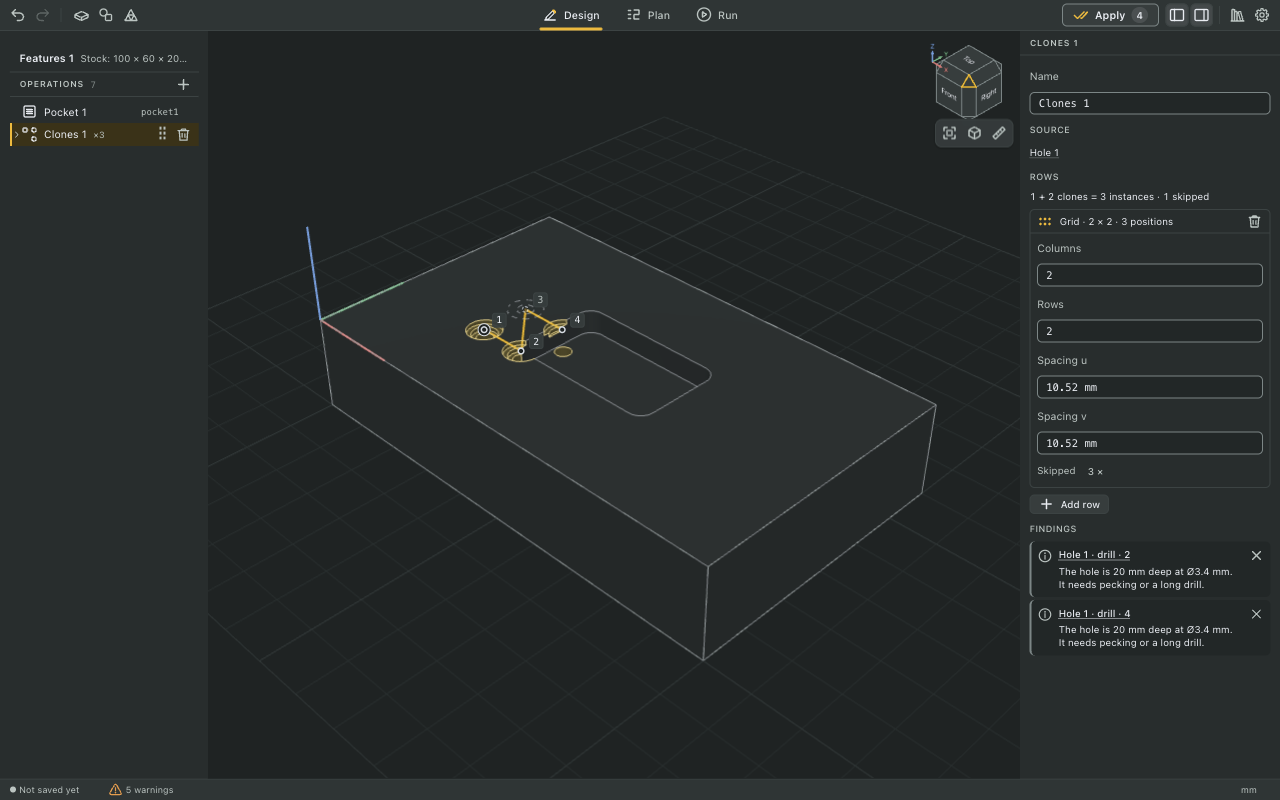 Design
Plan
Run
Apply 4
Features 1 Stock: 100 × 60 × 20...
OPERATIONS 7
Pocket 1 pocket1
Clones 1 ×3
Z
Y
X
Top
Front
Right
1
2
3
4
CLONES 1
Name
Clones 1
SOURCE
Hole 1
ROWS
1 + 2 clones = 3 instances · 1 skipped
Grid · 2 × 2 · 3 positions
Columns
2
Rows
2
Spacing u
10.52 mm
Spacing v
10.52 mm
Skipped 3 ×
Add row
FINDINGS
Hole 1 · drill · 2
The hole is 20 mm deep at Ø3.4 mm.
It needs pecking or a long drill.
Hole 1 · drill · 4
The hole is 20 mm deep at Ø3.4 mm.
It needs pecking or a long drill.
Not saved yet
5 warnings
mm